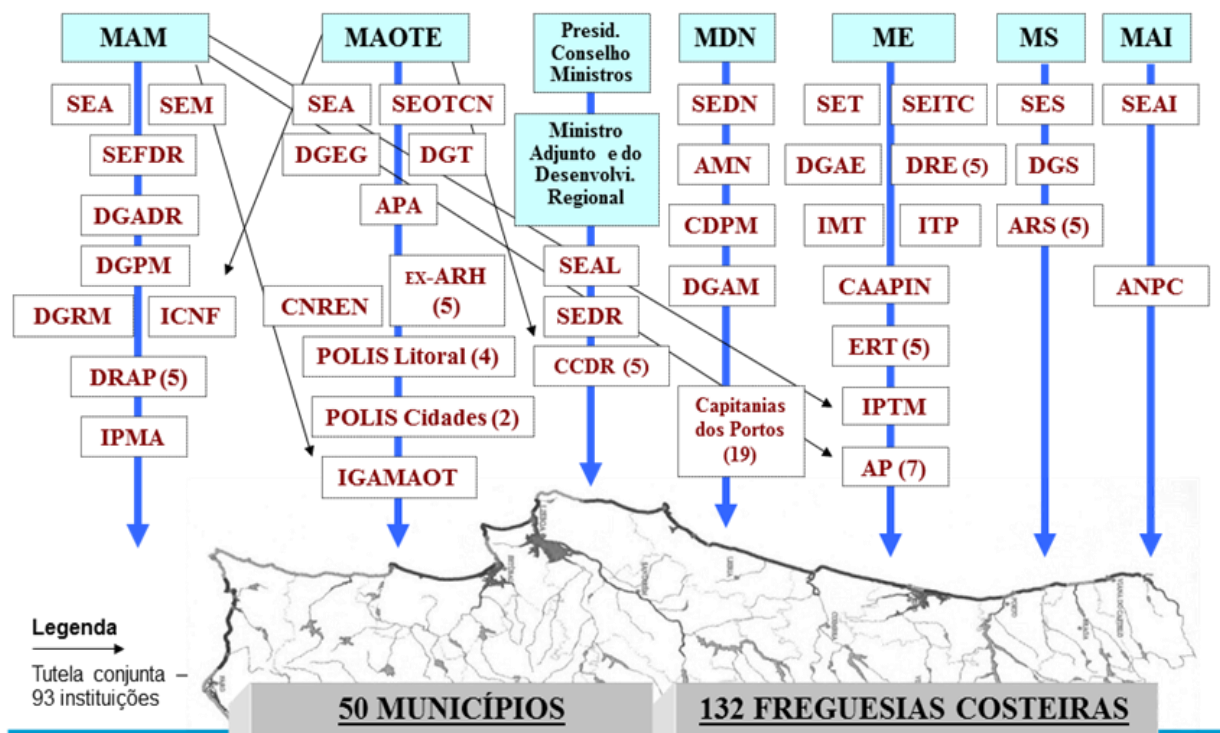 MAM
MAOTE
Presid.
Conselho
Ministros
MDN
ME
MS
MAI
SEA
SEM
SEFDR
DGADR
DGPM
DGRM
ICNF
DRAP (5)
IPMA
SEA
SEOTCN
DGEG
DGT
APA
CNREN
EX-ARH
(5)
POLIS Litoral (4)
POLIS Cidades (2)
IGAMAOT
Ministro
Adjunto e do
Desenvolvi.
Regional
SEAL
SEDR
CCDR (5)
SEDN
AMN
CDPM
DGAM
Capitanias
dos Portos
(19)
SET
SEITC
DGAE
DRE (5)
IMT
ITP
CAAPIN
ERT (5)
IPTM
AP (7)
SES
DGS
ARS (5)
SEAI
ANPC
Legenda
Tutela conjunta –
93 instituições
50 MUNICÍPIOS
132 FREGUESIAS COSTEIRAS